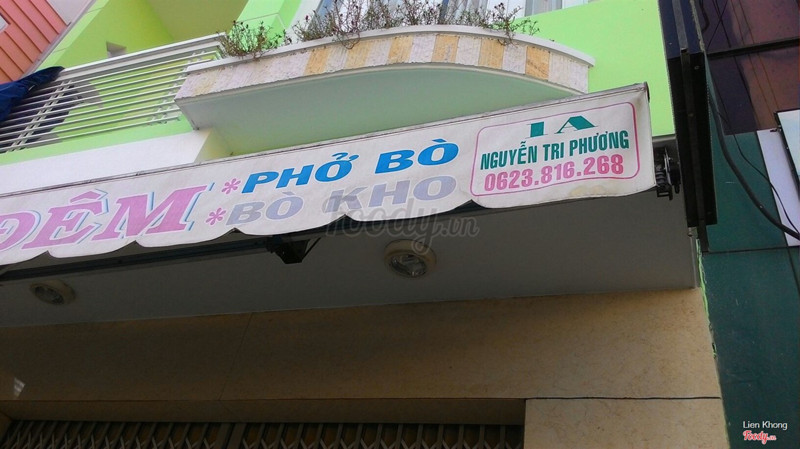 ĐÊM
*PHỞ BÒ
*BÒ KHO
1A
NGUYỄN TRI PHƯƠNG
0623.816.268
foody.vn
Lien Khong
foody.vn